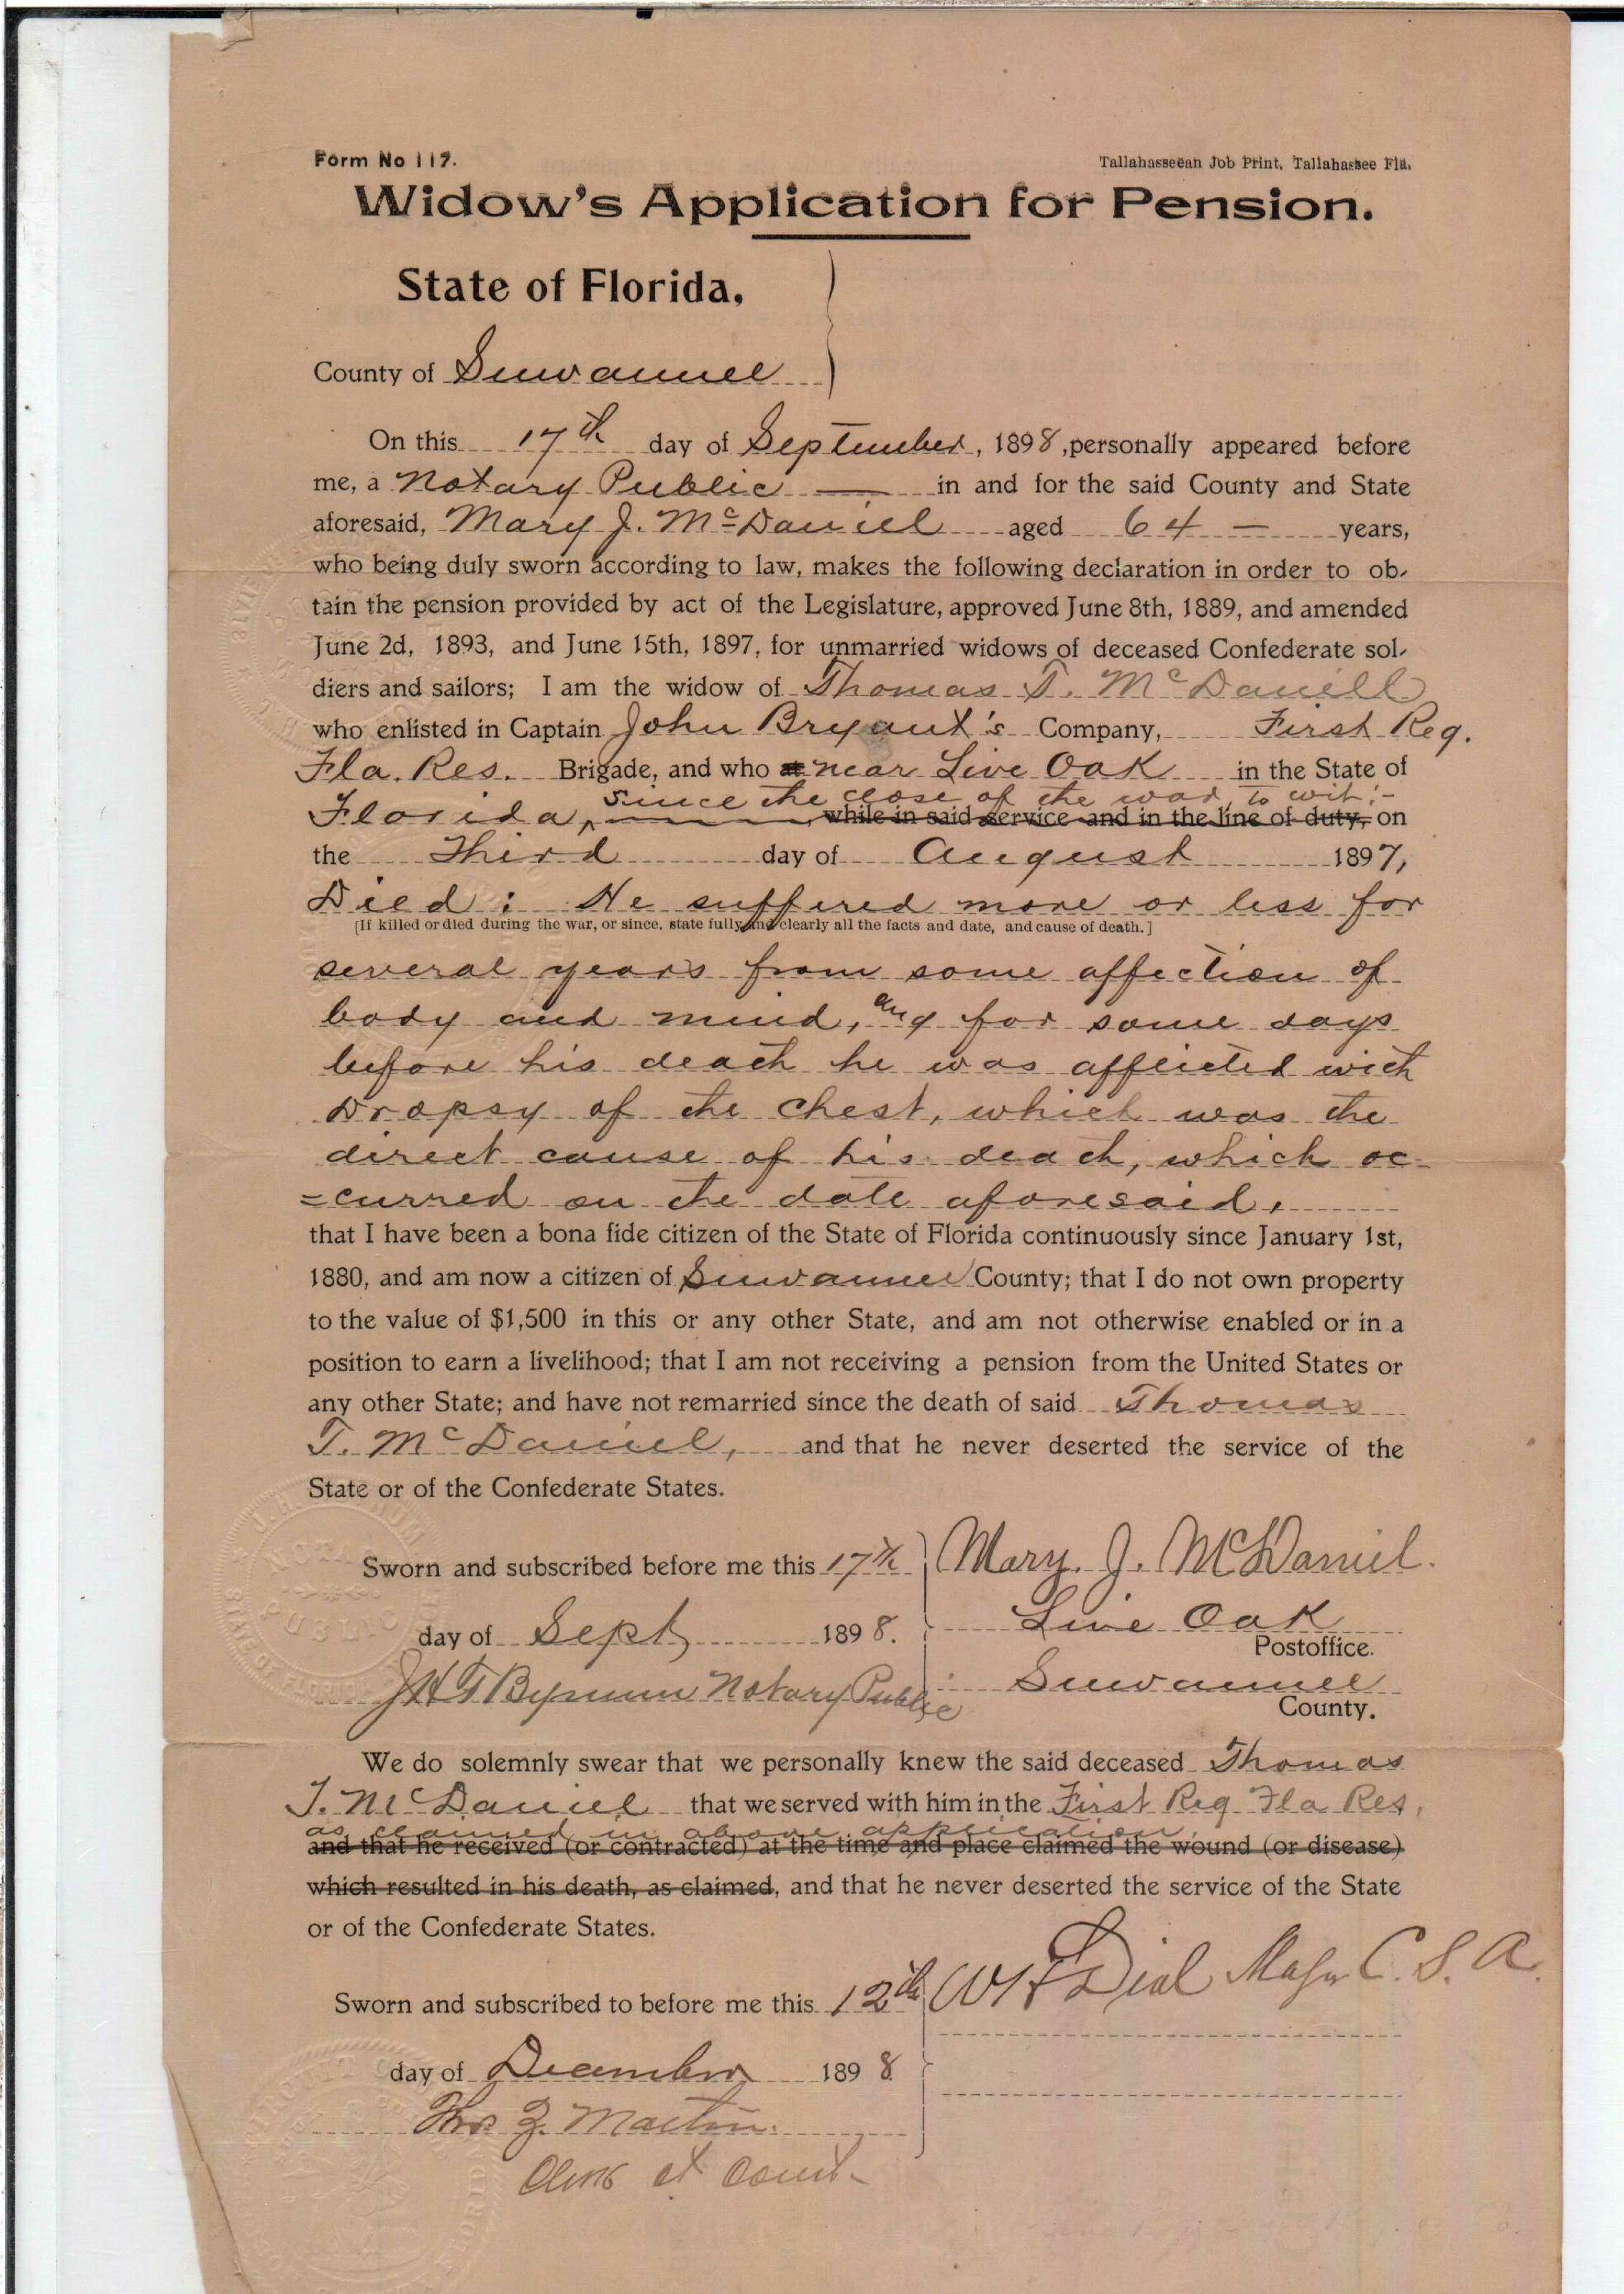 Form No 117.
Tallahasseean Job Print, Tallahassee Fla.
Widow's Application for Pension.
State of Florida,
County of Suwannee
On this 17th day of September, 1898, personally appeared before
me, a Notary Public — in and for the said County and State
aforesaid, Mary J. McDaniel aged 64 — years,
who being duly sworn according to law, makes the following declaration in order to ob-
tain the pension provided by act of the Legislature, approved June 8th, 1889, and amended
June 2d, 1893, and June 15th, 1897, for unmarried widows of deceased Confederate sol-
diers and sailors; I am the widow of Thomas T. McDaniell
who enlisted in Captain John Bryant's Company, First Reg.
Fla. Res. Brigade, and who at near Live Oak in the State of
since the close of the war, to wit:-
Florida, while in said service and in the line of duty, on
the Third day of August 1897,
Died: He suffered more or less for
[If killed or died during the war, or since, state fully and clearly all the facts and date, and cause of death.]
several years from some affection of
body and mind, and for some days
before his death he was afflicted with
Dropsy of the chest, which was the
direct cause of his death, which oc-
=curred on the date aforesaid,
that I have been a bona fide citizen of the State of Florida continuously since January 1st,
1880, and am now a citizen of Suwannee County; that I do not own property
to the value of $1,500 in this or any other State, and am not otherwise enabled or in a
position to earn a livelihood; that I am not receiving a pension from the United States or
any other State; and have not remarried since the death of said Thomas
T. McDaniel, and that he never deserted the service of the
State or of the Confederate States.
Sworn and subscribed before me this 17th Mary. J. McDaniel.
day of Sept 1898. Live Oak
Postoffice.
J H T Bynum Notary Public Suwannee
County.
NOTARY PUBLIC
STATE OF FLORIDA
We do solemnly swear that we personally knew the said deceased Thomas
T. McDaniel that we served with him in the First Reg Fla Res,
as claimed in above application,
and that he received (or contracted) at the time and place claimed the wound (or disease)
which resulted in his death, as claimed, and that he never deserted the service of the State
or of the Confederate States.
Sworn and subscribed to before me this 12th Dial Major C. S. A.
day of December 1898
Martin.
Clerk Ct Court